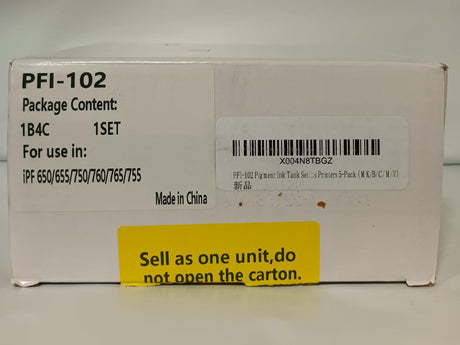 PFI-102
Package Content:
1B4C 1SET
For use in:
iPF 650/655/750/760/765/755
Made in China
X004N8TBGZ
PFI-102 Pigment Ink Tank Set...s Printers 5-Pack (MK/B/C/M/Y)
新品
Sell as one unit,do
not open the carton.